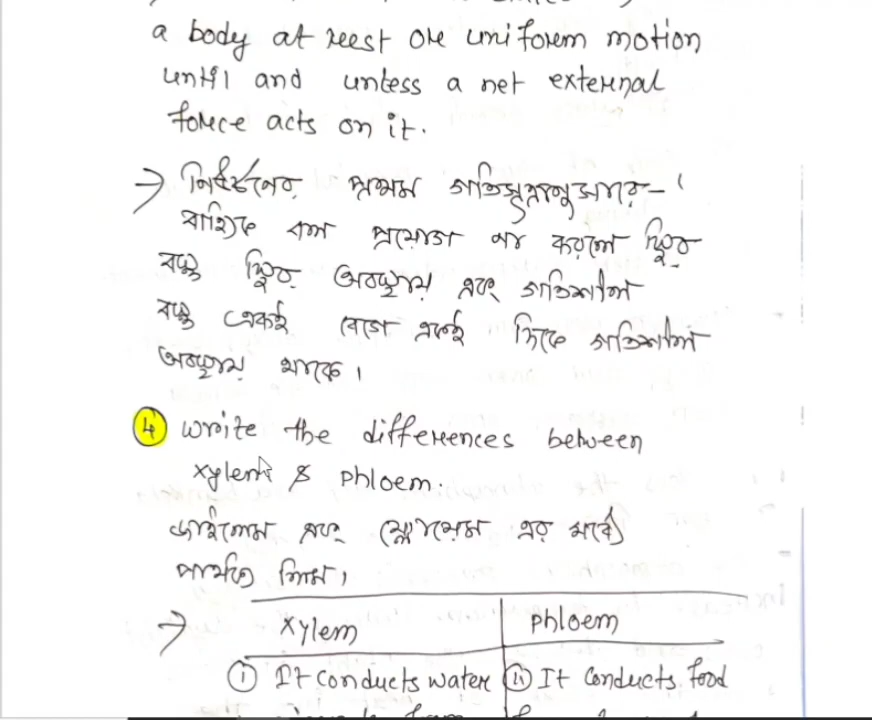 a body at rest or uniform motion
until and unless a net external
force acts on it.
→ নিউটনের প্রথম গতিসূত্রানুসারে- ‘
বাহ্যিক বল প্রয়োগ না করলে স্থির
বস্তু স্থির অবস্থায় এবং গতিশীল
বস্তু একই বেগে একই দিকে গতিশীল
অবস্থায় থাকে।
4 write the differences between
xylem & phloem.
জাইলেম এবং ফ্লোয়েম এর মধ্যে
পার্থক্য লিখ।
→ xylem phloem
① It conducts water ⓘⓘ It conducts food